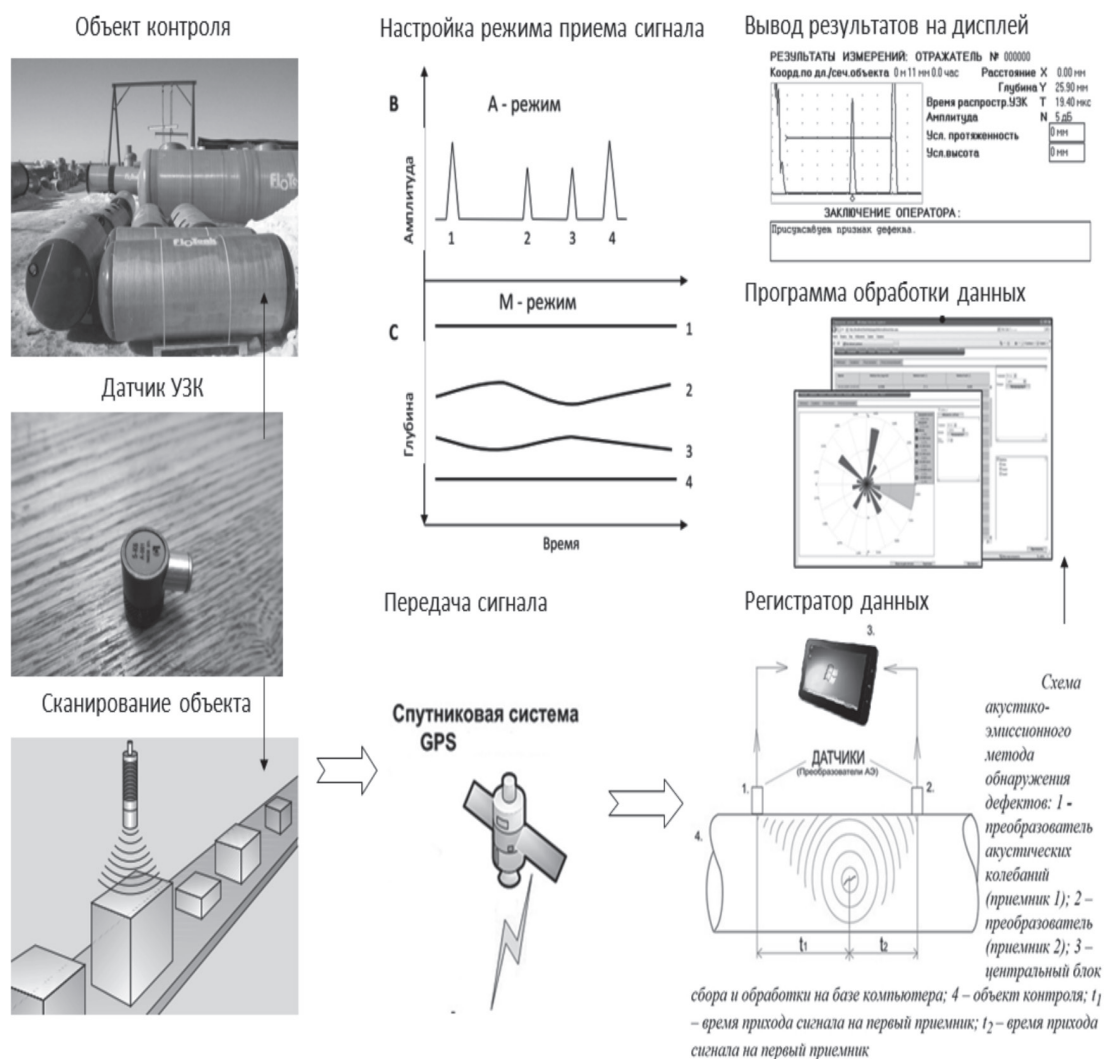 Объект контроля
FloTenk
FloTenk
Датчик УЗК
Сканирование объекта
Настройка режима приема сигнала
B
А - режим
Амплитуда
1 2 3 4
М - режим
C
1
2
3
4
Глубина
Время
Передача сигнала
Спутниковая система
GPS
Вывод результатов на дисплей
РЕЗУЛЬТАТЫ ИЗМЕРЕНИЙ: ОТРАЖАТЕЛЬ № 000000
Коорд.по дл./сеч.объекта 0 м 11 мм 0.0 час Расстояние X 0.00 мм
Глубина Y 25.90 мм
Время распростр.УЗК T 19.40 мкс
Амплитуда N 5 дБ
Усл. протяженность 0 мм
Усл.высота 0 мм
ЗАКЛЮЧЕНИЕ ОПЕРАТОРА:
Присутствует признак дефекта.
Программа обработки данных
Регистратор данных
3.
ДАТЧИКИ
(Преобразователи АЭ)
1.
2.
4.
t1 t2
Схема
акустико-
эмиссионного
метода
обнаружения
дефектов: 1 -
преобразователь
акустических
колебаний
(приемник 1); 2 –
преобразователь
(приемник 2); 3 –
центральный блок
сбора и обработки на базе компьютера; 4 – объект контроля; t1
– время прихода сигнала на первый приемник; t2 – время прихода
сигнала на первый приемник